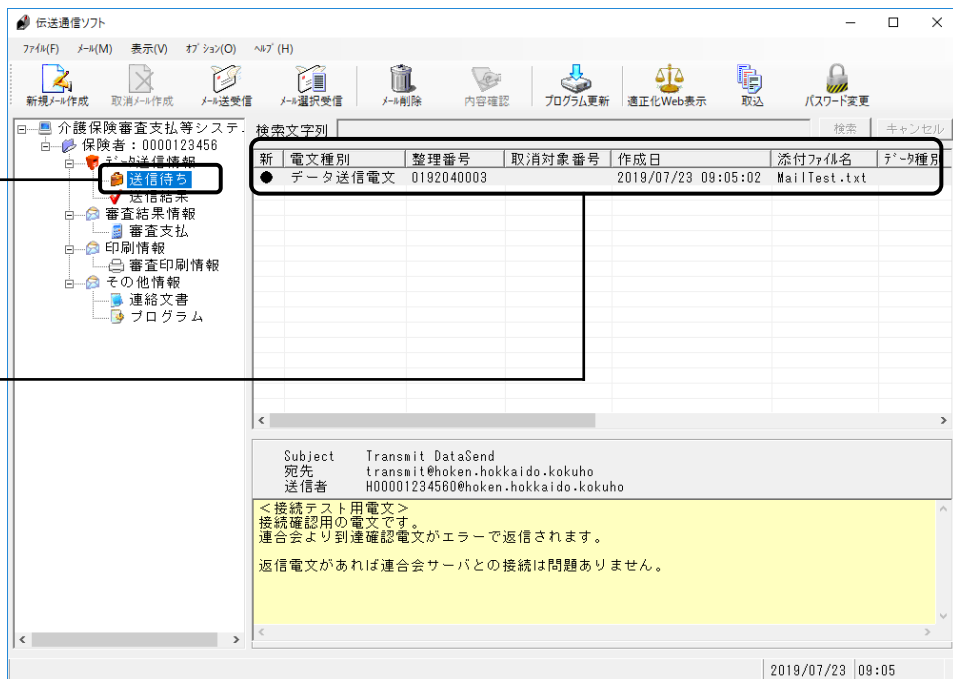 伝送通信ソフト
ﾌｧｲﾙ(F) ﾒｰﾙ(M) 表示(V) ｵﾌﾟｼｮﾝ(O) ﾍﾙﾌﾟ(H)
新規ﾒｰﾙ作成 取消ﾒｰﾙ作成 ﾒｰﾙ送受信 ﾒｰﾙ選択受信 ﾒｰﾙ削除 内容確認 ﾌﾟﾛｸﾞﾗﾑ更新 適正化Web表示 取込 ﾊﾟｽﾜｰﾄﾞ変更
介護保険審査支払等システ
保険者：0000123456
ﾃﾞｰﾀ送信情報
送信待ち
送信結果
審査結果情報
審査支払
印刷情報
審査印刷情報
その他情報
連絡文書
プログラム
検索文字列 検索 キャンセル
新 電文種別 整理番号 取消対象番号 作成日 添付ﾌｧｲﾙ名 ﾃﾞｰﾀ種別
● データ送信電文 0192040003 2019/07/23 09:05:02 MailTest.txt
Subject Transmit DataSend
宛先 transmit@hoken.hokkaido.kokuho
送信者 H00001234560@hoken.hokkaido.kokuho
＜接続テスト用電文＞
接続確認用の電文です。
連合会より到達確認電文がエラーで返信されます。
返信電文があれば連合会サーバとの接続は問題ありません。
2019/07/23 09:05